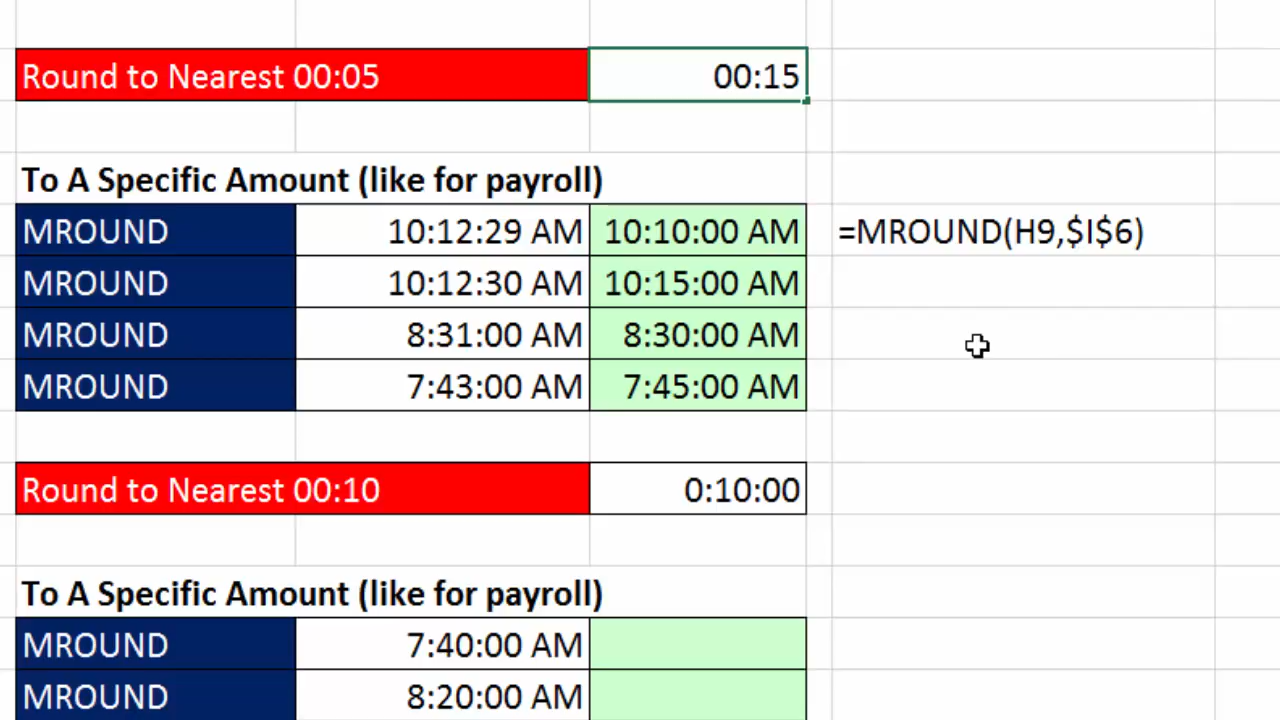 Round to Nearest 00:05 00:15
To A Specific Amount (like for payroll)
MROUND 10:12:29 AM 10:10:00 AM =MROUND(H9,$I$6)
MROUND 10:12:30 AM 10:15:00 AM
MROUND 8:31:00 AM 8:30:00 AM
MROUND 7:43:00 AM 7:45:00 AM
Round to Nearest 00:10 0:10:00
To A Specific Amount (like for payroll)
MROUND 7:40:00 AM
MROUND 8:20:00 AM